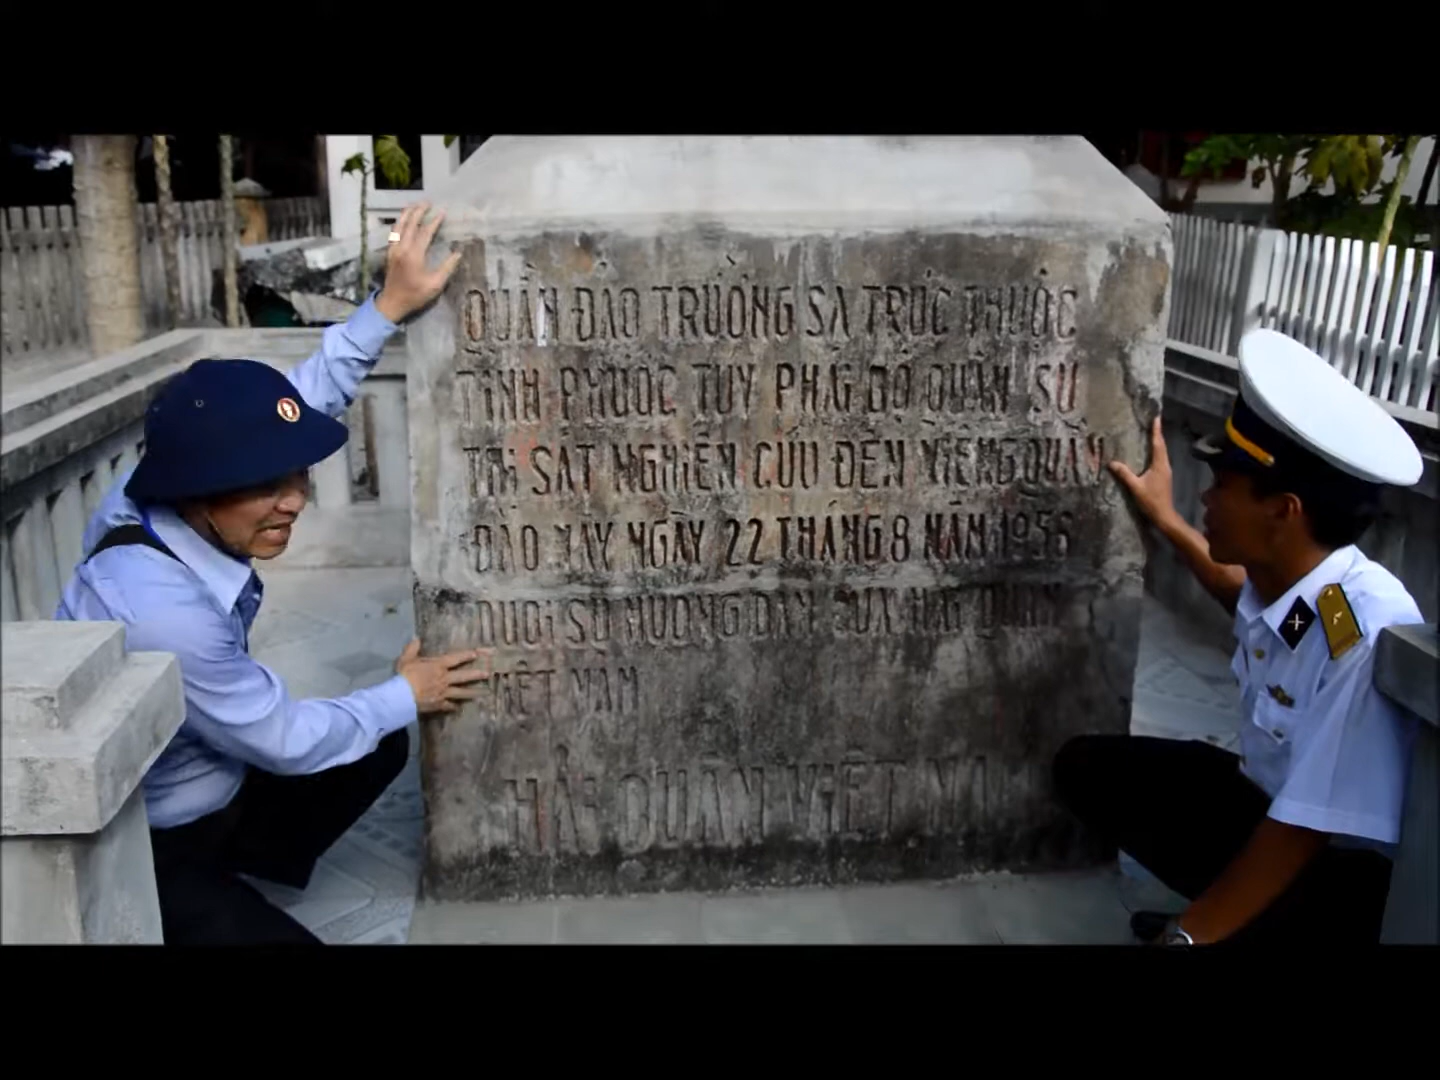 QUẦN ĐẢO TRƯỜNG SA TRỰC THUỘC
TỈNH PHƯỚC TUY PHÁI BỘ QUÂN SỰ
THỊ SÁT NGHIÊN CỨU ĐẾN VIẾNG QUẦN
ĐẢO NÀY NGÀY 22 THÁNG 8 NĂM 1956
DƯỚI SỰ HƯỚNG DẪN CỦA HẢI QUÂN
VIỆT NAM
HẢI QUÂN VIỆT NAM